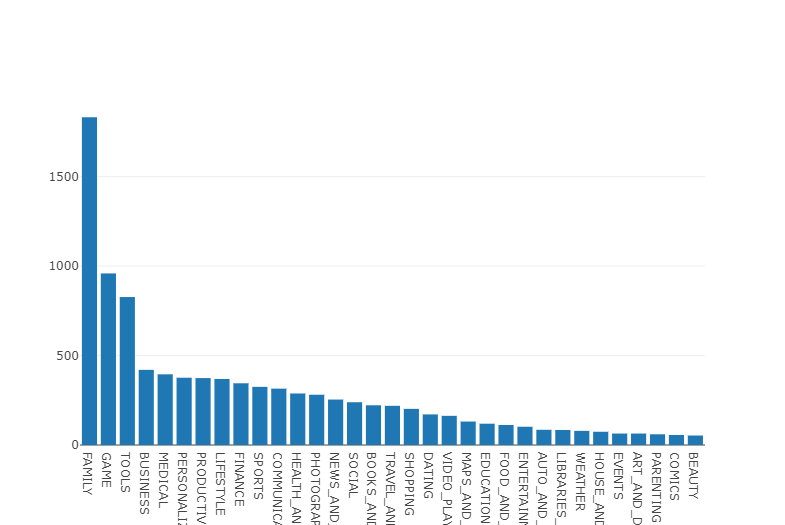 1500
1000
500
0
FAMILY
GAME
TOOLS
BUSINESS
MEDICAL
PERSONALI
PRODUCTIV
LIFESTYLE
FINANCE
SPORTS
COMMUNICA
HEALTH_AN
PHOTOGRAP
NEWS_AND_
SOCIAL
BOOKS_AND
TRAVEL_AN
SHOPPING
DATING
VIDEO_PLAY
MAPS_AND_
EDUCATION
FOOD_AND_
ENTERTAINM
AUTO_AND_
LIBRARIES_
WEATHER
HOUSE_AND
EVENTS
ART_AND_D
PARENTING
COMICS
BEAUTY